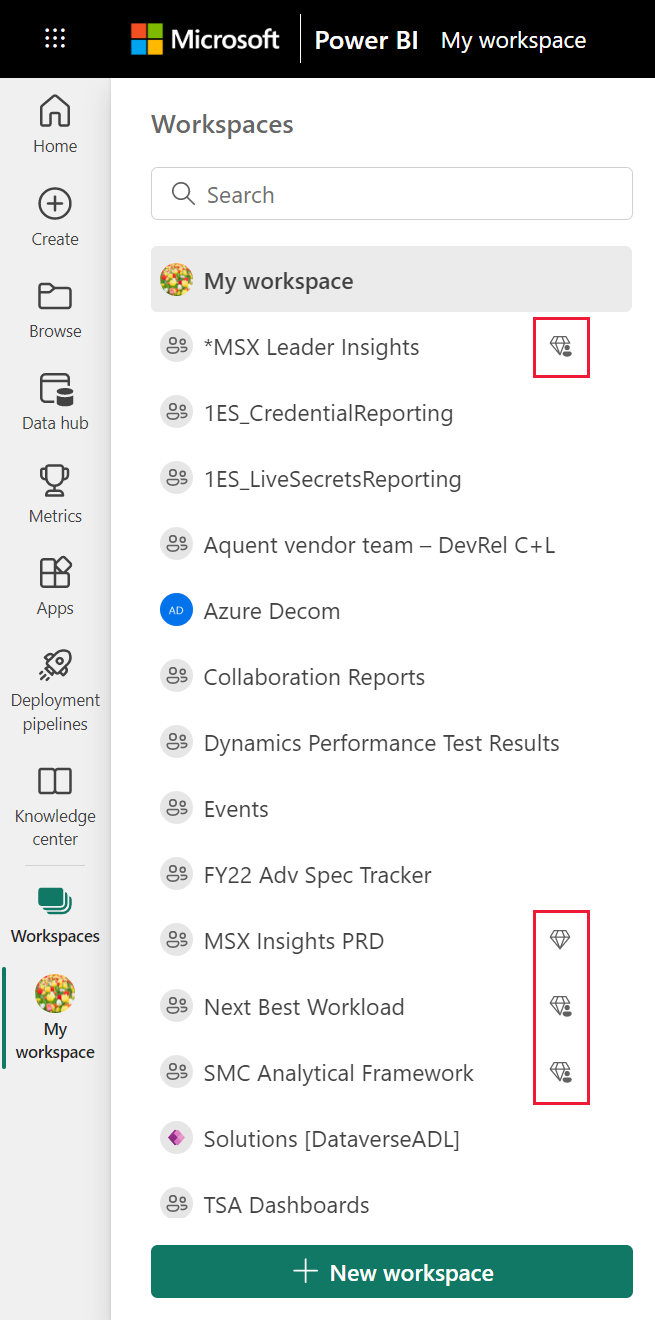 Microsoft Power BI My workspace
Home
Create
Browse
Data hub
Metrics
Apps
Deployment
pipelines
Knowledge
center
Workspaces
My
workspace
Workspaces
Search
My workspace
*MSX Leader Insights
1ES_CredentialReporting
1ES_LiveSecretsReporting
Aquent vendor team – DevRel C+L
AD Azure Decom
Collaboration Reports
Dynamics Performance Test Results
Events
FY22 Adv Spec Tracker
MSX Insights PRD
Next Best Workload
SMC Analytical Framework
Solutions [DataverseADL]
TSA Dashboards
New workspace